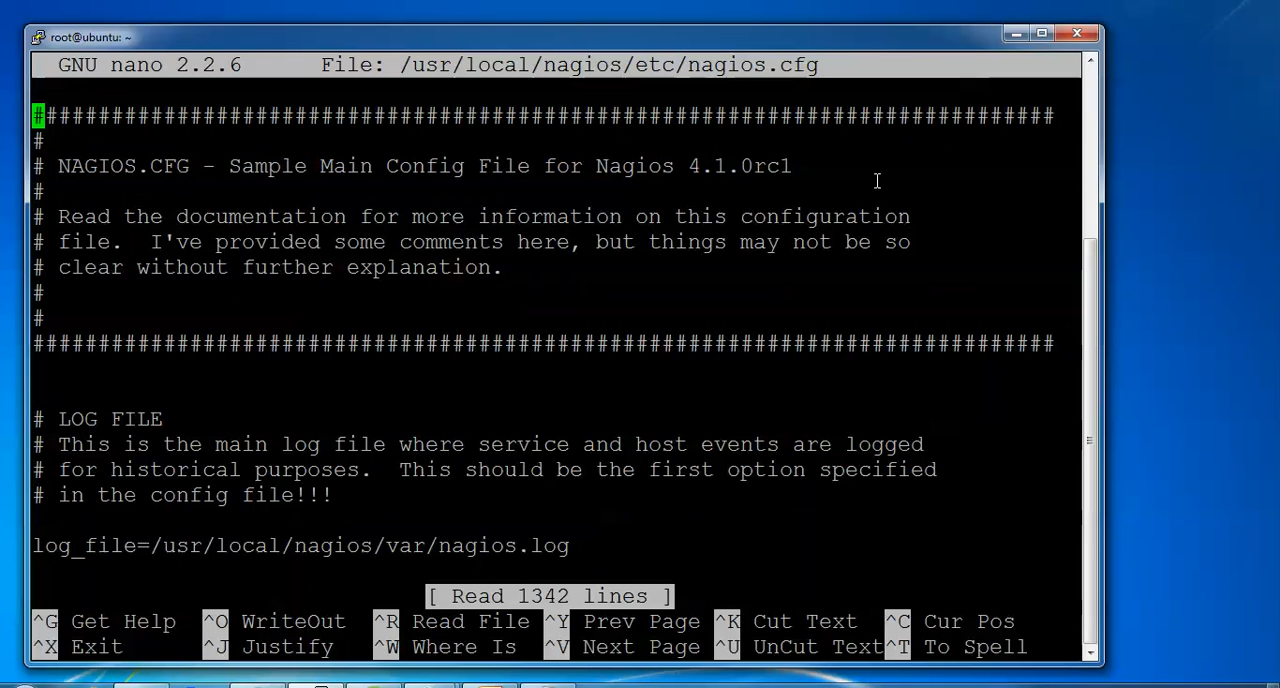 root@ubuntu: ~
GNU nano 2.2.6 File: /usr/local/nagios/etc/nagios.cfg
##############################################################################
#
# NAGIOS.CFG - Sample Main Config File for Nagios 4.1.0rc1
#
# Read the documentation for more information on this configuration
# file.  I've provided some comments here, but things may not be so
# clear without further explanation.
#
#
##############################################################################
# LOG FILE
# This is the main log file where service and host events are logged
# for historical purposes.  This should be the first option specified
# in the config file!!!
log_file=/usr/local/nagios/var/nagios.log
[ Read 1342 lines ]
^G Get Help ^O WriteOut ^R Read File ^Y Prev Page ^K Cut Text ^C Cur Pos
^X Exit ^J Justify ^W Where Is ^V Next Page ^U UnCut Text ^T To Spell